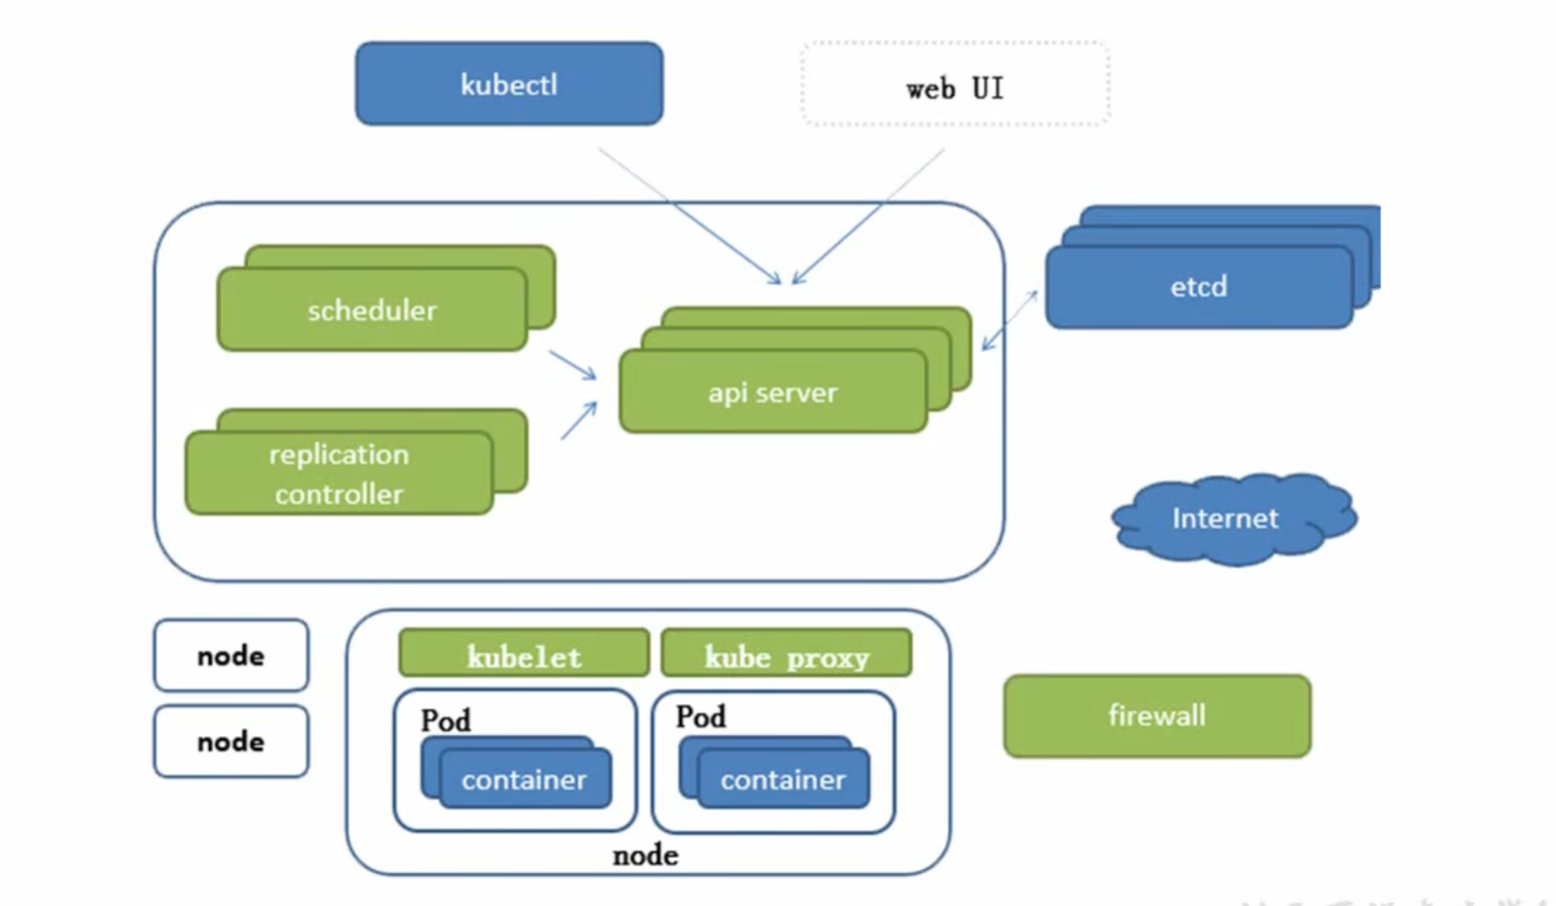 kubectl
web UI
scheduler
etcd
api server
replication
controller
Internet
node
node
kubelet
kube proxy
Pod
container
Pod
container
node
firewall